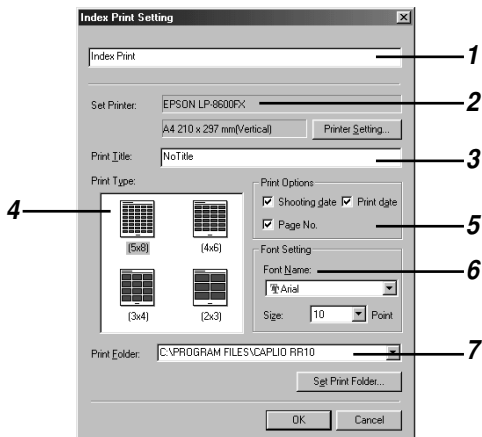 Index Print Setting
Index Print
1
Set Printer: EPSON LP-8600FX
2
A4 210 x 297 mm(Vertical) Printer Setting...
Print Title: NoTitle
3
Print Type:
4
(5x8) (4x6)
(3x4) (2x3)
Print Options
Shooting date Print date
Page No.
5
Font Setting
Font Name:
6
Arial
Size: 10 Point
Print Folder: C:\PROGRAM FILES\CAPLIO RR10
7
Set Print Folder...
OK Cancel